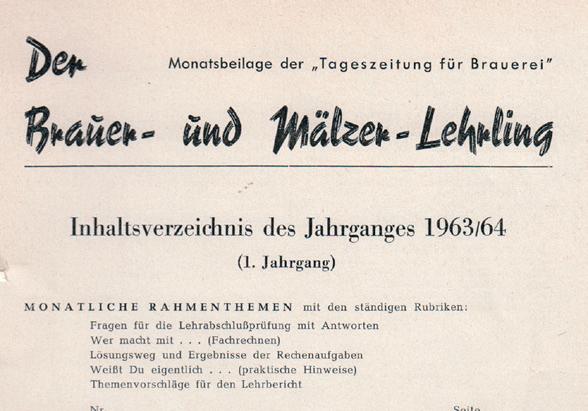 Der
Monatsbeilage der „Tageszeitung für Brauerei"
Brauer- und Mälzer-Lehrling
Inhaltsverzeichnis des Jahrganges 1963/64
(1. Jahrgang)
MONATLICHE RAHMENTHEMEN mit den ständigen Rubriken:
Fragen für die Lehrabschlußprüfung mit Antworten
Wer macht mit . . . (Fachrechnen)
Lösungsweg und Ergebnisse der Rechenaufgaben
Weißt Du eigentlich . . . (praktische Hinweise)
Themenvorschläge für den Lehrbericht
Nr. Seite